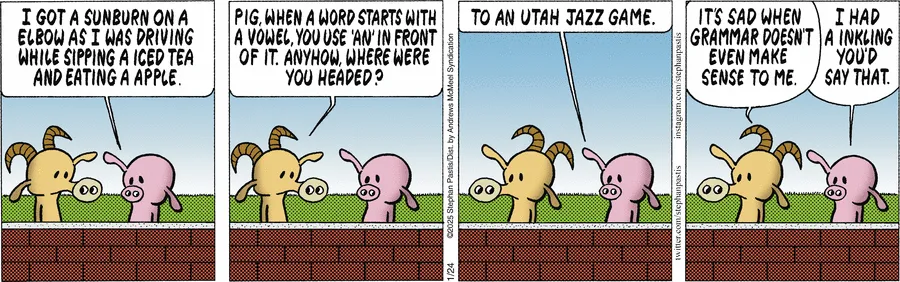 I GOT A SUNBURN ON A
ELBOW AS I WAS DRIVING
WHILE SIPPING A ICED TEA
AND EATING A APPLE.
PIG, WHEN A WORD STARTS WITH
A VOWEL, YOU USE 'AN' IN FRONT
OF IT. ANYHOW, WHERE WERE
YOU HEADED?
©2025 Stephan Pastis/Dist. by Andrews McMeel Syndication
1/24
TO AN UTAH JAZZ GAME.
twitter.com/stephanpastis
instagram.com/stephanpastis
IT'S SAD WHEN
GRAMMAR DOESN'T
EVEN MAKE
SENSE TO ME.
I HAD
A INKLING
YOU'D
SAY THAT.